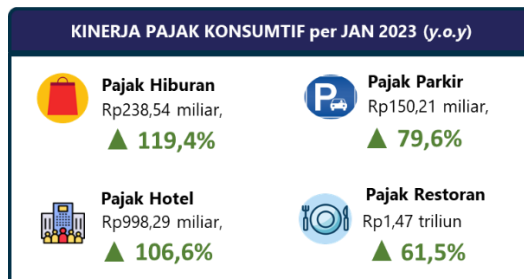 KINERJA PAJAK KONSUMTIF per JAN 2023 (y.o.y)
Pajak Hiburan
Rp238,54 miliar,
▲ 119,4%
Pajak Parkir
Rp150,21 miliar,
▲ 79,6%
Pajak Hotel
Rp998,29 miliar,
▲ 106,6%
Pajak Restoran
Rp1,47 triliun
▲ 61,5%